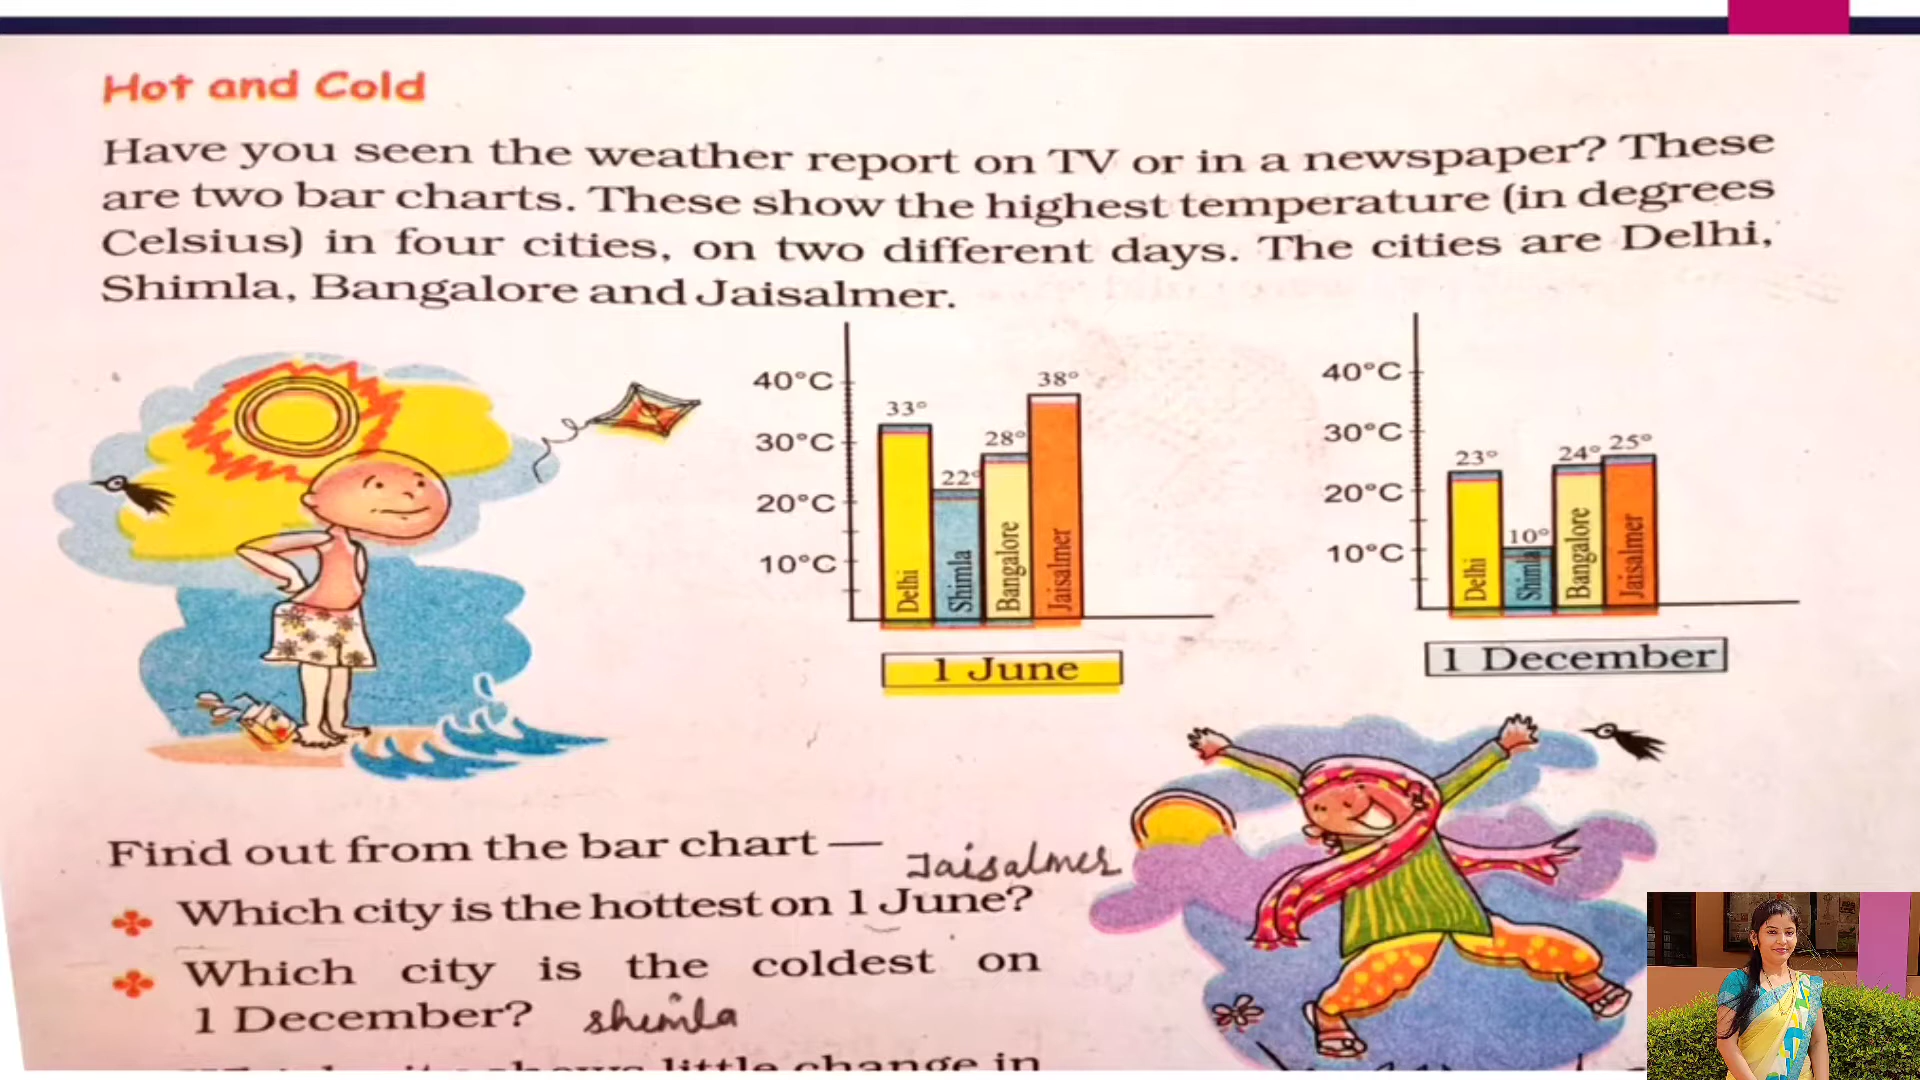 Hot and Cold
Have you seen the weather report on TV or in a newspaper? These
are two bar charts. These show the highest temperature (in degrees
Celsius) in four cities, on two different days. The cities are Delhi,
Shimla, Bangalore and Jaisalmer.
40°C
30°C
20°C
10°C
33°
22°
28°
38°
Delhi
Shimla
Bangalore
Jaisalmer
1 June
40°C
30°C
20°C
10°C
23°
10°
24°
25°
Delhi
Shimla
Bangalore
Jaisalmer
1 December
Find out from the bar chart —
Jaisalmer
Which city is the hottest on 1 June?
Which city is the coldest on
1 December? shimla
little change in